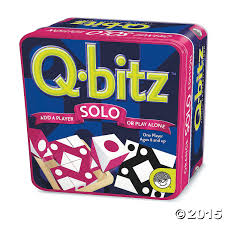 Q·bitz
SOLO
ADD A PLAYER
OR PLAY ALONE
One Player
Ages 8 and up
©2015